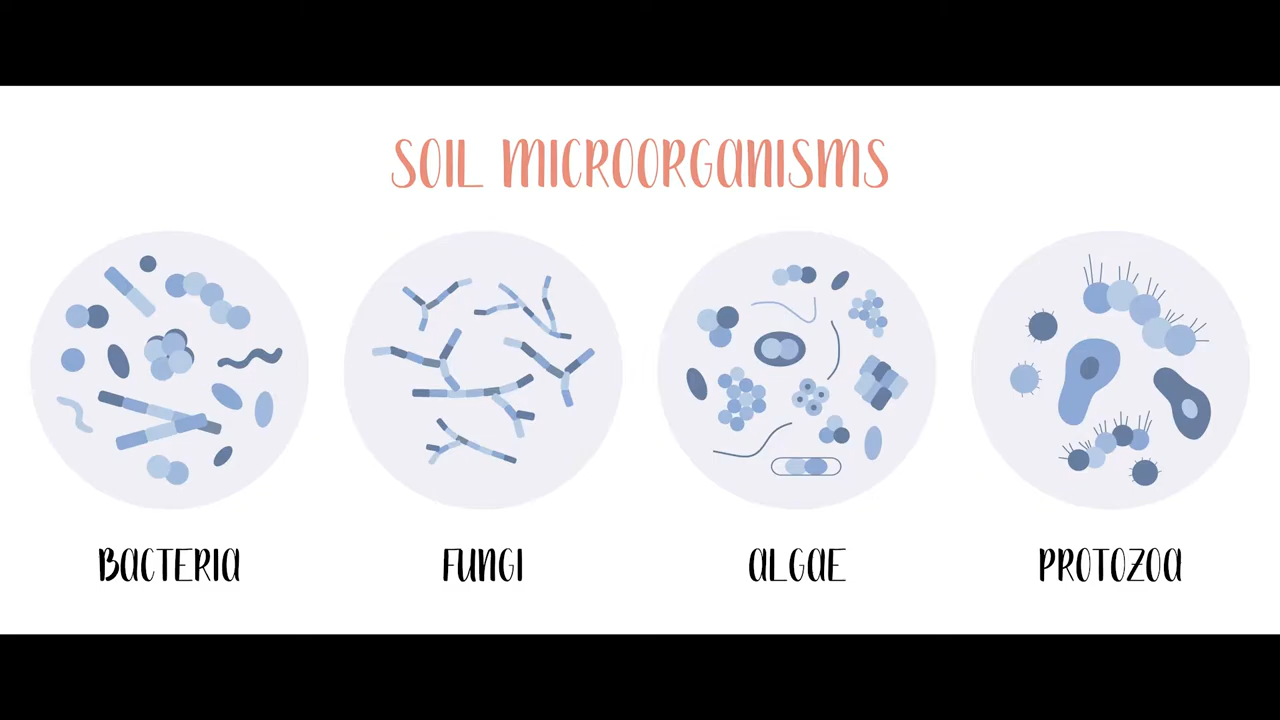 SOIL MICROORGANISMS
BACTERIA
FUNGI
ALGAE
PROTOZOA